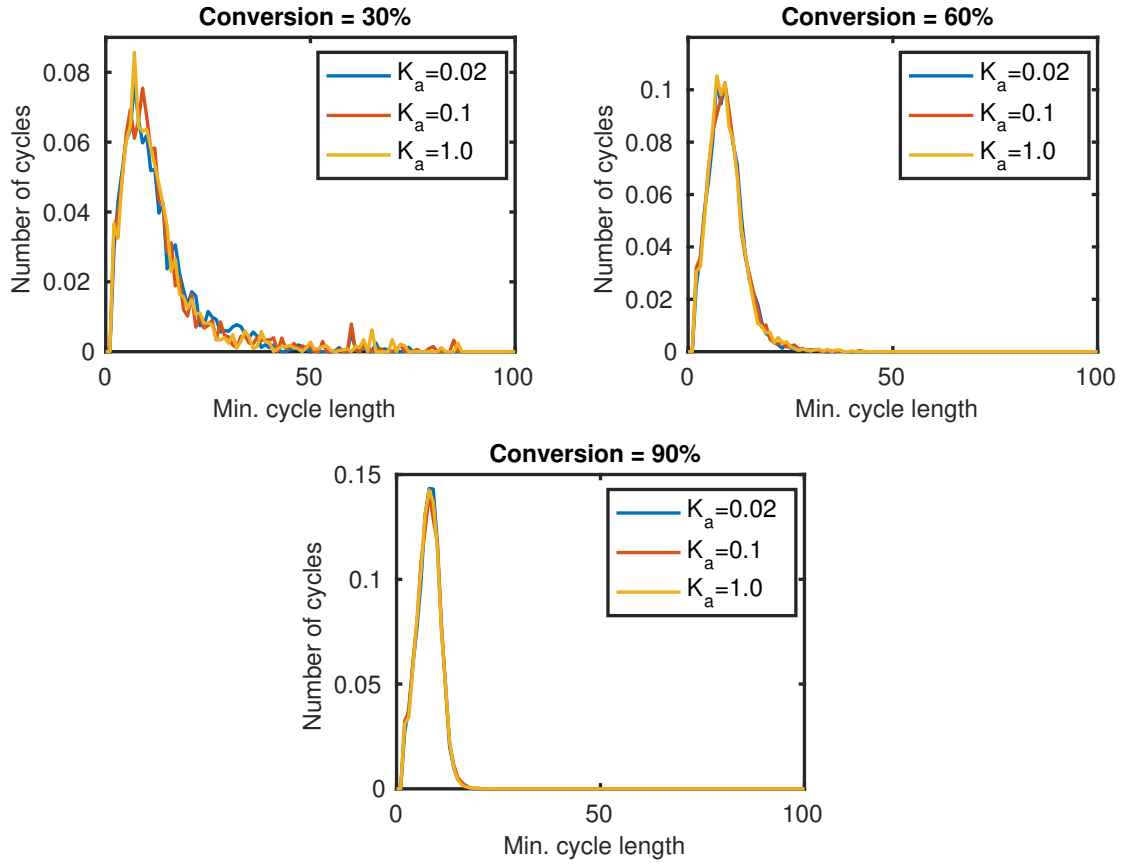 Conversion = 30%
Number of cycles
0.08
0.06
0.04
0.02
0
0
50
100
Min. cycle length
K_a=0.02
K_a=0.1
K_a=1.0
Conversion = 60%
Number of cycles
0.1
0.08
0.06
0.04
0.02
0
0
50
100
Min. cycle length
K_a=0.02
K_a=0.1
K_a=1.0
Conversion = 90%
Number of cycles
0.15
0.1
0.05
0
0
50
100
Min. cycle length
K_a=0.02
K_a=0.1
K_a=1.0